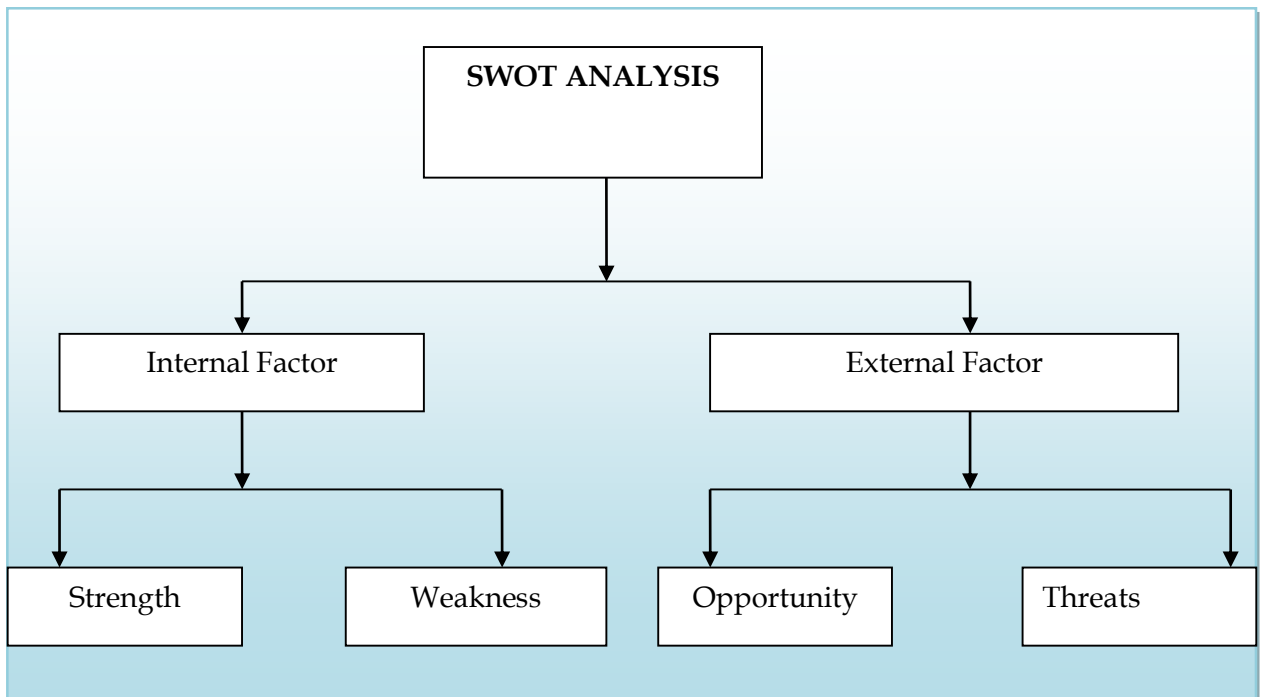 SWOT ANALYSIS
Internal Factor
External Factor
Strength
Weakness
Opportunity
Threats